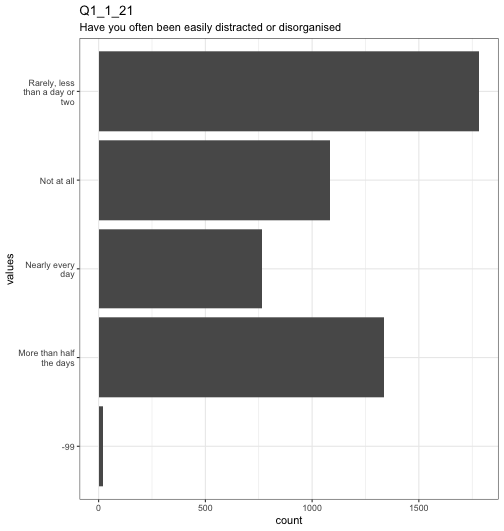 Q1_1_21
Have you often been easily distracted or disorganised
values
Rarely, less
than a day or
two
Not at all
Nearly every
day
More than half
the days
-99
0
500
1000
1500
count